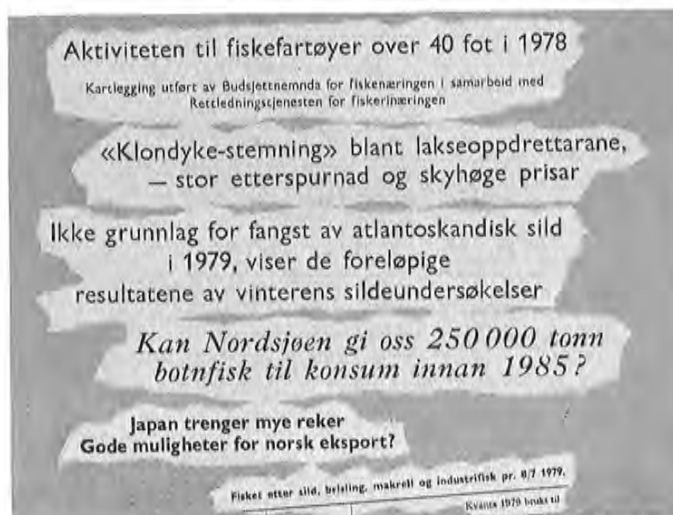 Aktiviteten til fiskefartøyer over 40 fot i 1978
Kartlegging utført av Budsjettnemnda for fiskenæringen i samarbeid med
Rettledningstjenesten for fiskerinæringen
«Klondyke-stemning» blant lakseoppdrettarane,
— stor etterspurnad og skyhøge prisar
Ikke grunnlag for fangst av atlantoskandisk sild
i 1979, viser de foreløpige
resultatene av vinterens sildeundersøkelser
Kan Nordsjøen gi oss 250 000 tonn
botnfisk til konsum innan 1985?
Japan trenger mye reker
Gode muligheter for norsk eksport?
Fisket etter sild, brisling, makrell og industrifisk pr. 8/7 1979.
Kvanta 1979 brukt til